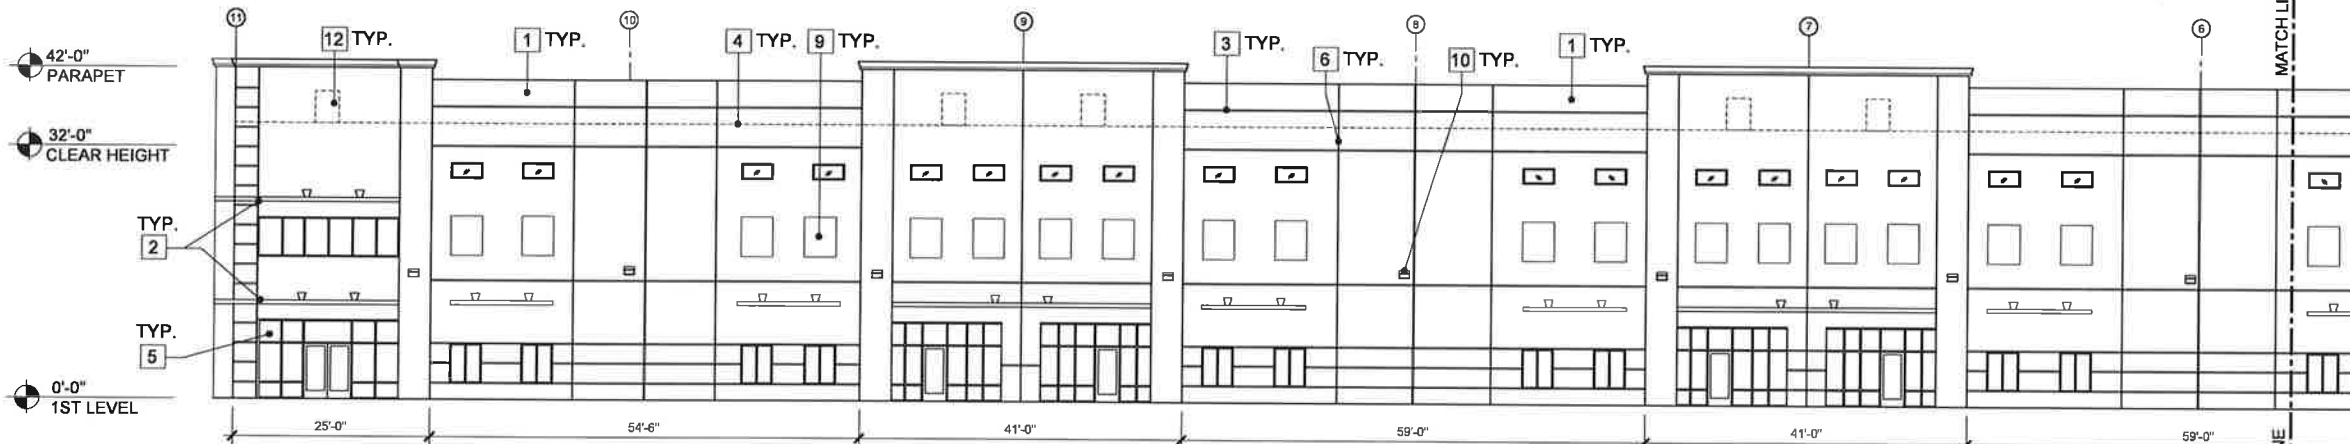 11
10
9
8
7
6
12 TYP.
1 TYP.
4 TYP.
9 TYP.
3 TYP.
6 TYP.
10 TYP.
1 TYP.
42'-0"
PARAPET
32'-0"
CLEAR HEIGHT
TYP.
2
TYP.
5
0'-0"
1ST LEVEL
25'-0"
54'-6"
41'-0"
59'-0"
41'-0"
59'-0"
MATCH